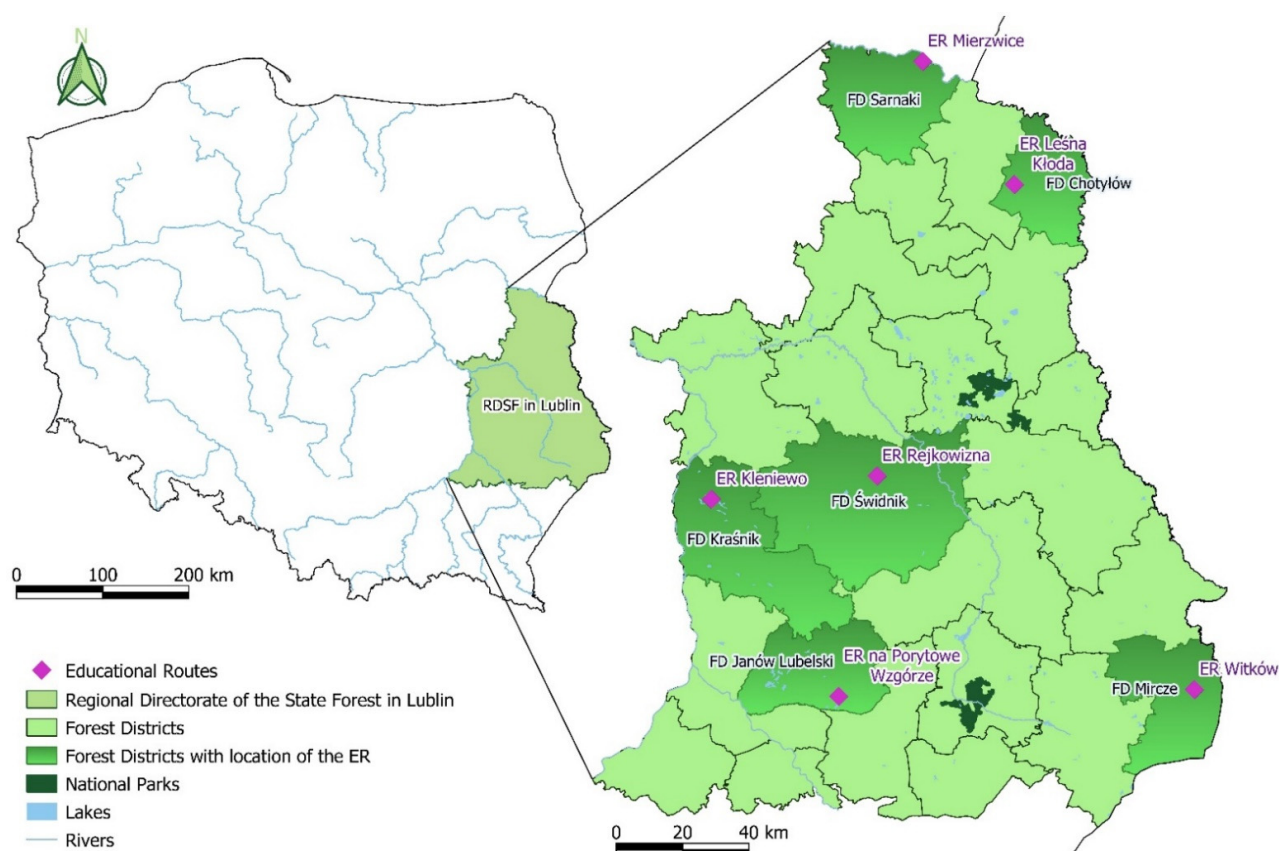 N
RDSF in Lublin
0 100 200 km
Educational Routes
Regional Directorate of the State Forest in Lublin
Forest Districts
Forest Districts with location of the ER
National Parks
Lakes
Rivers
ER Mierzwice
FD Sarnaki
ER Leśna
Kłoda
FD Chotyłów
ER Rejkowizna
ER Kleniewo
FD Świdnik
FD Kraśnik
FD Janów Lubelski
ER na Porytowe
Wzgórze
ER Witków
FD Mircze
0 20 40 km